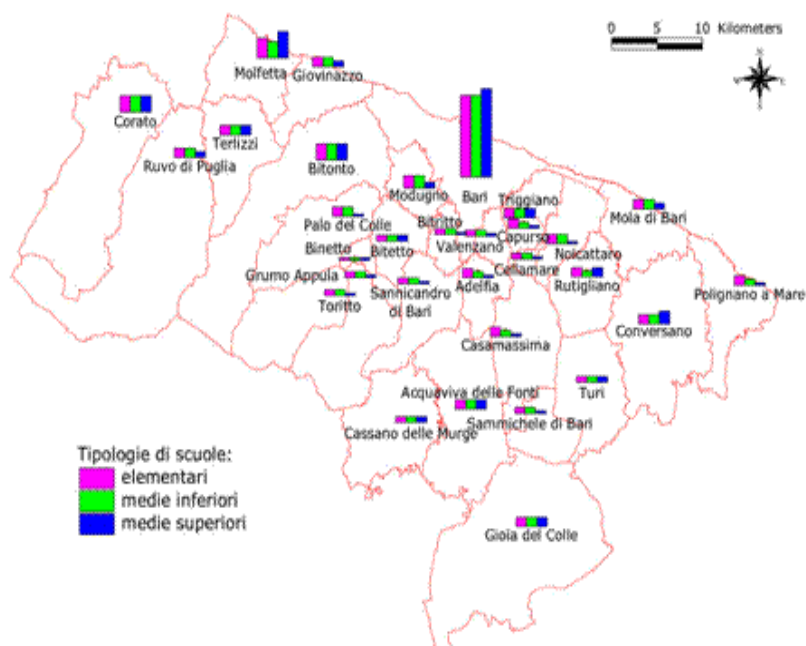 0 5 10 Kilometers
Molfetta
Giovinazzo
Corato
Terlizzi
Ruvo di Puglia
Bitonto
Modugno
Bari
Triggiano
Mola di Bari
Palo del Colle
Bitritto
Capurso
Valenzano
Noicattaro
Binetto
Bitetto
Cellamare
Grumo Appula
Adelfia
Rutigliano
Polignano a Mare
Sannicandro
di Bari
Toritto
Conversano
Casamassima
Acquaviva delle Fonti
Turi
Cassano delle Murge
Sammichele di Bari
Tipologie di scuole:
elementari
medie inferiori
medie superiori
Gioia del Colle